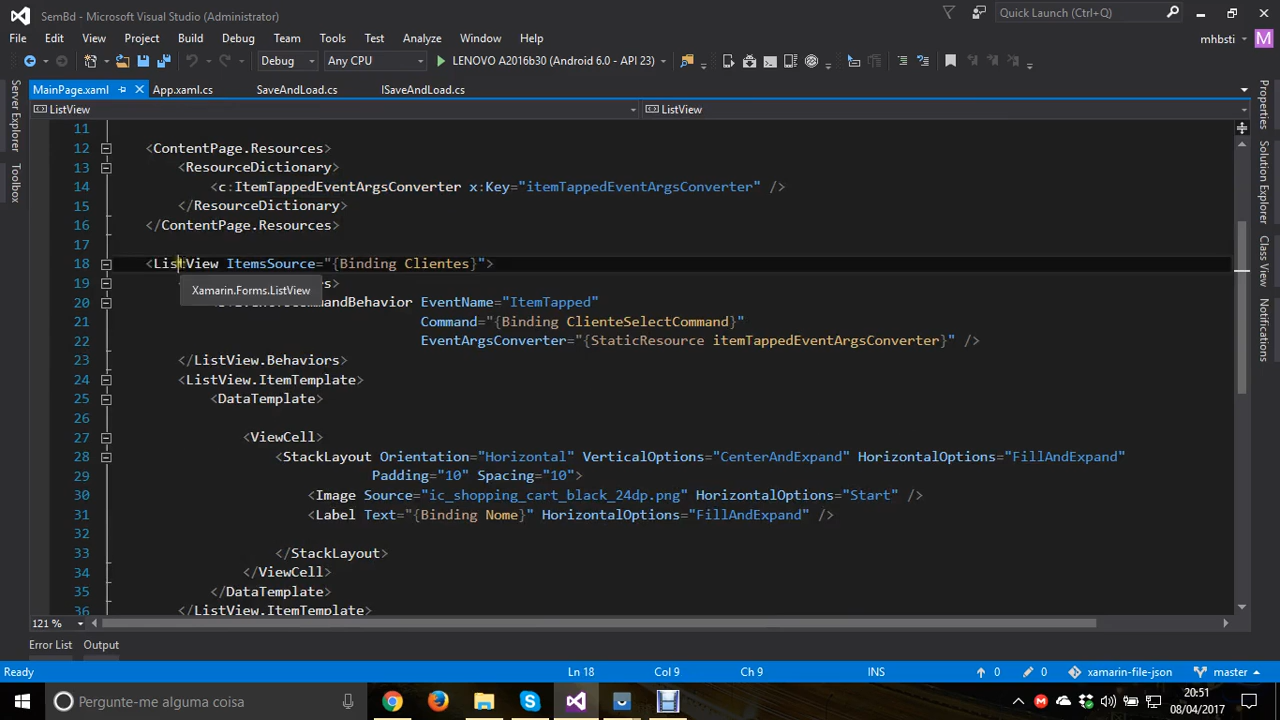 SemBd - Microsoft Visual Studio (Administrator)
Quick Launch (Ctrl+Q)
File Edit View Project Build Debug Team Tools Test Analyze Window Help
mhbsti M
Debug Any CPU LENOVO A2016b30 (Android 6.0 - API 23)
MainPage.xaml App.xaml.cs SaveAndLoad.cs ISaveAndLoad.cs
ListView ListView
11
12 <ContentPage.Resources>
13 <ResourceDictionary>
14 <c:ItemTappedEventArgsConverter x:Key="itemTappedEventArgsConverter" />
15 </ResourceDictionary>
16 </ContentPage.Resources>
17
18 <ListView ItemsSource="{Binding Clientes}">
19
Xamarin.Forms.ListView
20 EventName="ItemTapped"
21 Command="{Binding ClienteSelectCommand}"
22 EventArgsConverter="{StaticResource itemTappedEventArgsConverter}" />
23 </ListView.Behaviors>
24 <ListView.ItemTemplate>
25 <DataTemplate>
26
27 <ViewCell>
28 <StackLayout Orientation="Horizontal" VerticalOptions="CenterAndExpand" HorizontalOptions="FillAndExpand"
29 Padding="10" Spacing="10">
30 <Image Source="ic_shopping_cart_black_24dp.png" HorizontalOptions="Start" />
31 <Label Text="{Binding Nome}" HorizontalOptions="FillAndExpand" />
32
33 </StackLayout>
34 </ViewCell>
35 </DataTemplate>
36 </ListView.ItemTemplate>
121 %
Server Explorer
Toolbox
Properties
Solution Explorer
Class View
Live Animations
Error List Output
Ready Ln 18 Col 9 Ch 9 INS 0 0 xamarin-file-json master
Pergunte-me alguma coisa
20:51
08/04/2017